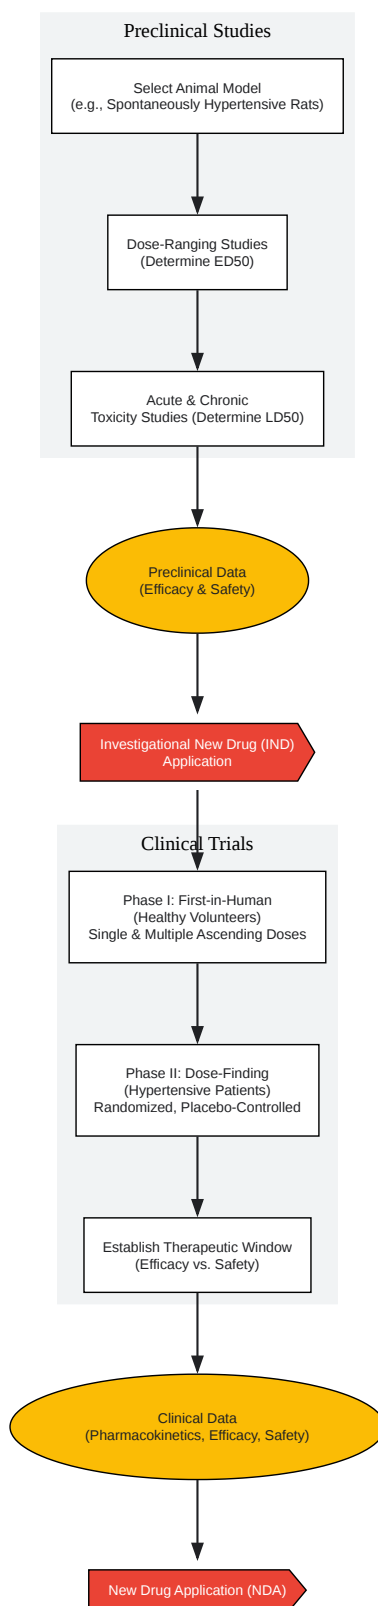 Preclinical Studies
Select Animal Model
(e.g., Spontaneously Hypertensive Rats)
Dose-Ranging Studies
(Determine ED50)
Acute & Chronic
Toxicity Studies (Determine LD50)
Preclinical Data
(Efficacy & Safety)
Investigational New Drug (IND)
Application
Clinical Trials
Phase I: First-in-Human
(Healthy Volunteers)
Single & Multiple Ascending Doses
Phase II: Dose-Finding
(Hypertensive Patients)
Randomized, Placebo-Controlled
Establish Therapeutic Window
(Efficacy vs. Safety)
Clinical Data
(Pharmacokinetics, Efficacy, Safety)
New Drug Application (NDA)